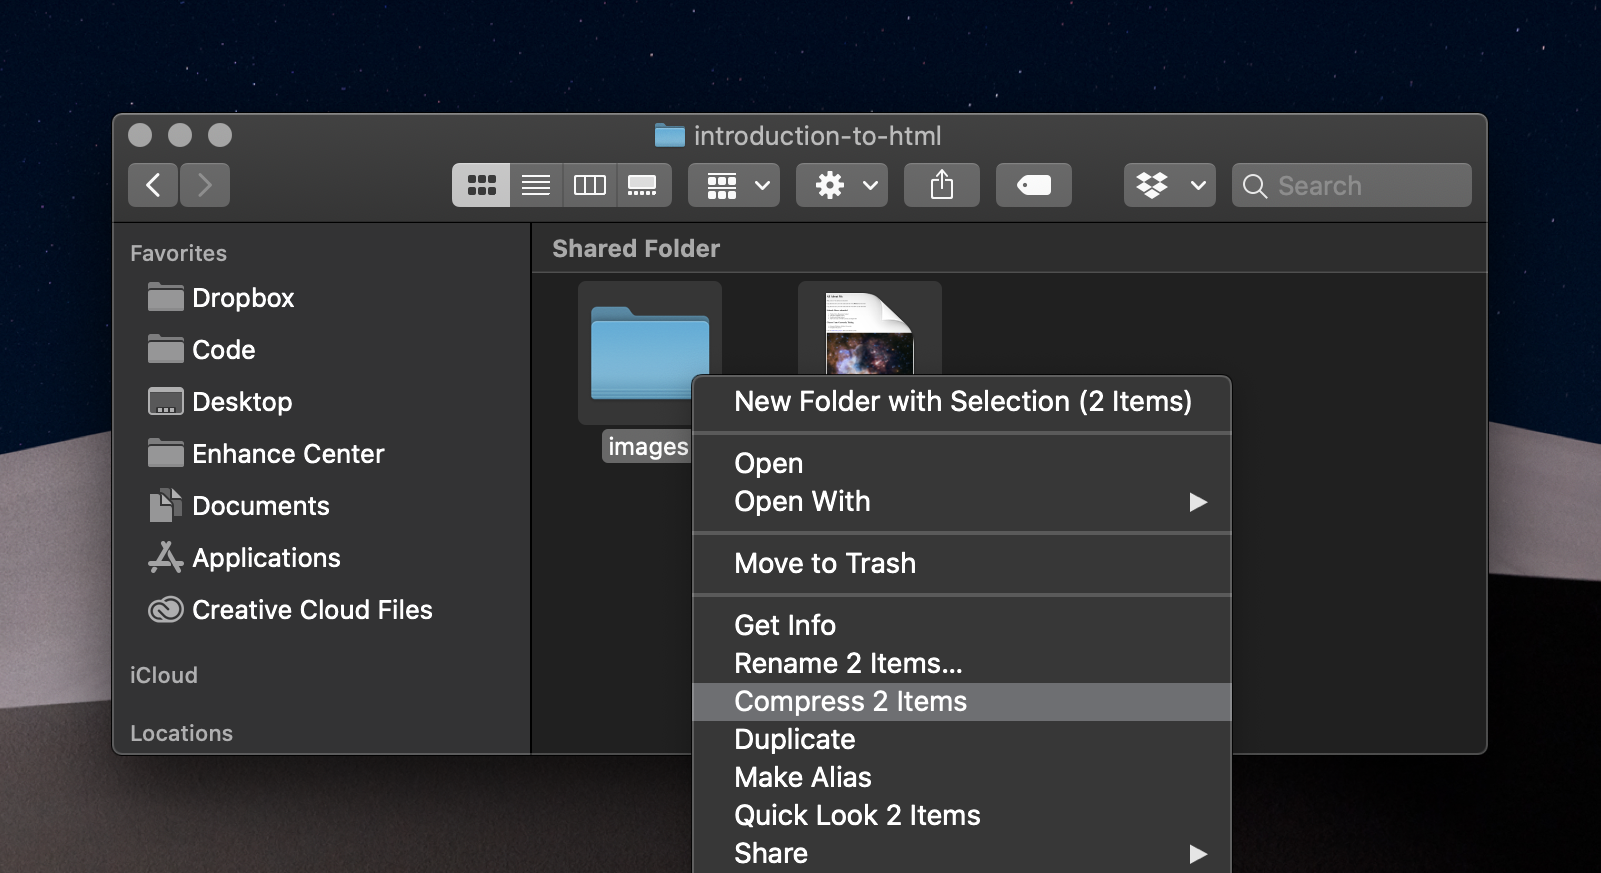 introduction-to-html
Search
Favorites
Dropbox
Code
Desktop
Enhance Center
Documents
Applications
Creative Cloud Files
iCloud
Locations
Shared Folder
images
New Folder with Selection (2 Items)
Open
Open With
Move to Trash
Get Info
Rename 2 Items...
Compress 2 Items
Duplicate
Make Alias
Quick Look 2 Items
Share